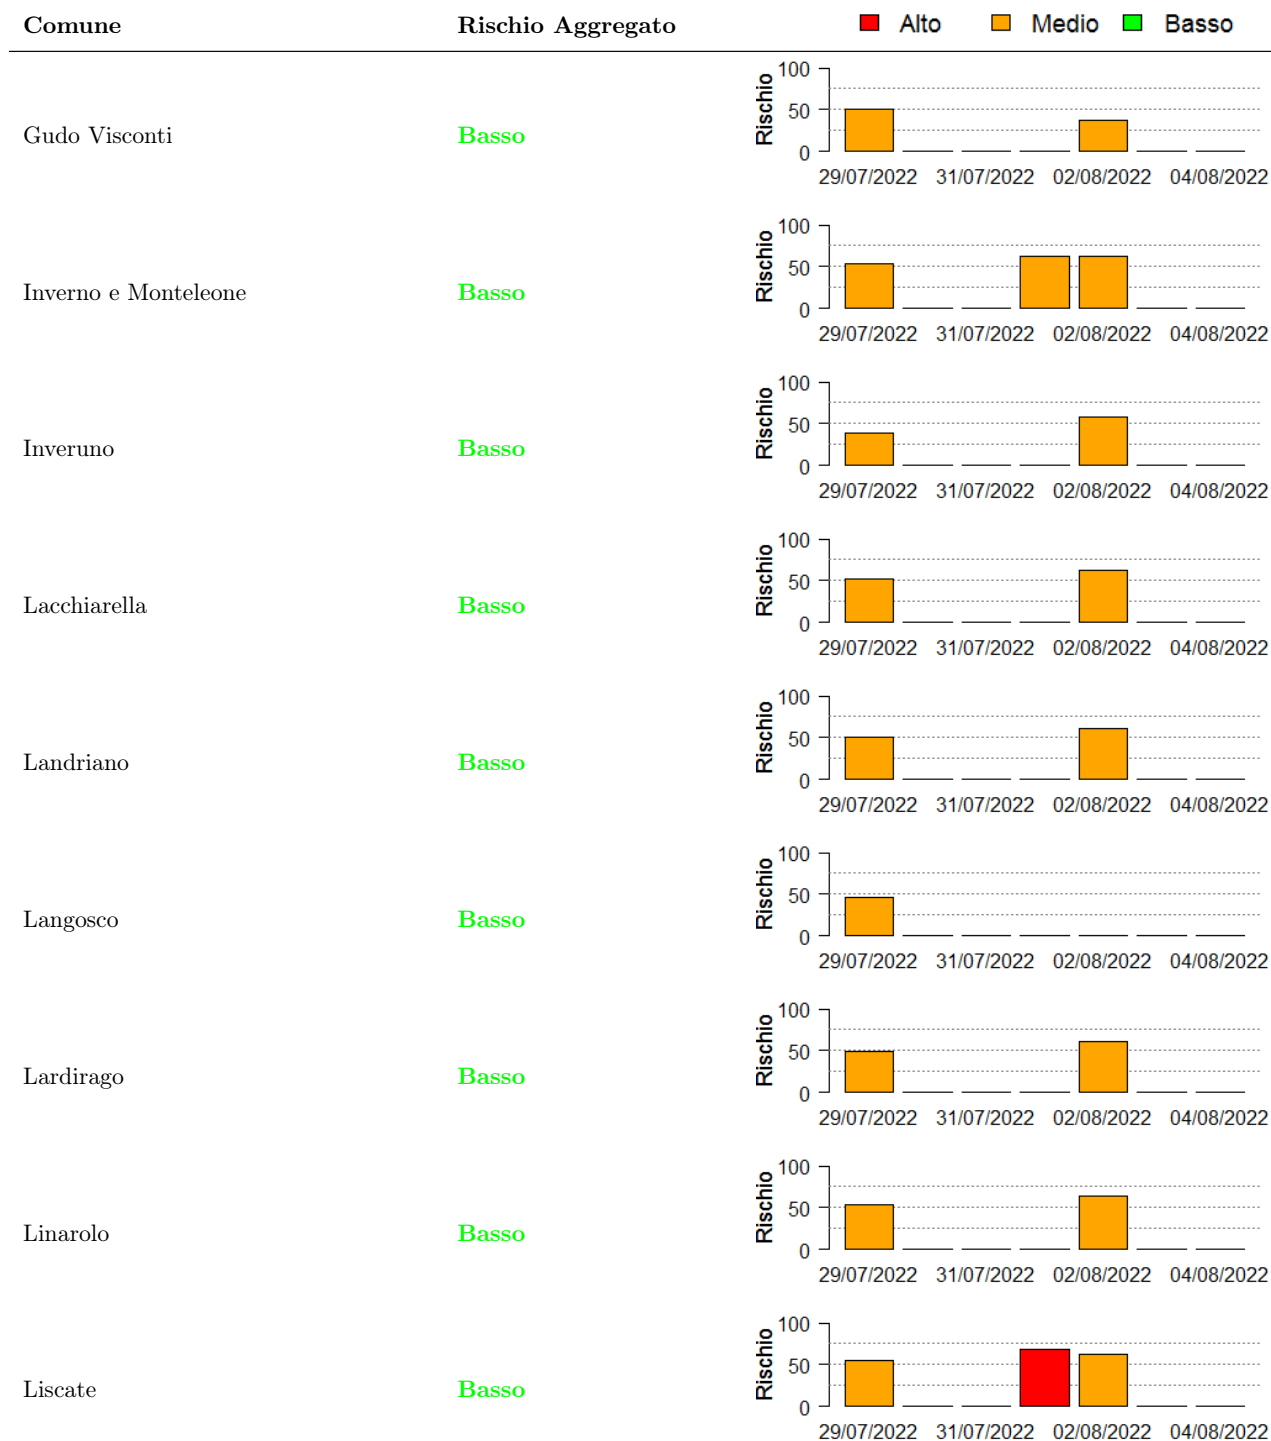 Comune Rischio Aggregato Alto Medio Basso
Gudo Visconti Basso Rischio 100 50 0
29/07/2022 31/07/2022 02/08/2022 04/08/2022
Inverno e Monteleone Basso Rischio 100 50 0
29/07/2022 31/07/2022 02/08/2022 04/08/2022
Inveruno Basso Rischio 100 50 0
29/07/2022 31/07/2022 02/08/2022 04/08/2022
Lacchiarella Basso Rischio 100 50 0
29/07/2022 31/07/2022 02/08/2022 04/08/2022
Landriano Basso Rischio 100 50 0
29/07/2022 31/07/2022 02/08/2022 04/08/2022
Langosco Basso Rischio 100 50 0
29/07/2022 31/07/2022 02/08/2022 04/08/2022
Lardirago Basso Rischio 100 50 0
29/07/2022 31/07/2022 02/08/2022 04/08/2022
Linarolo Basso Rischio 100 50 0
29/07/2022 31/07/2022 02/08/2022 04/08/2022
Liscate Basso Rischio 100 50 0
29/07/2022 31/07/2022 02/08/2022 04/08/2022